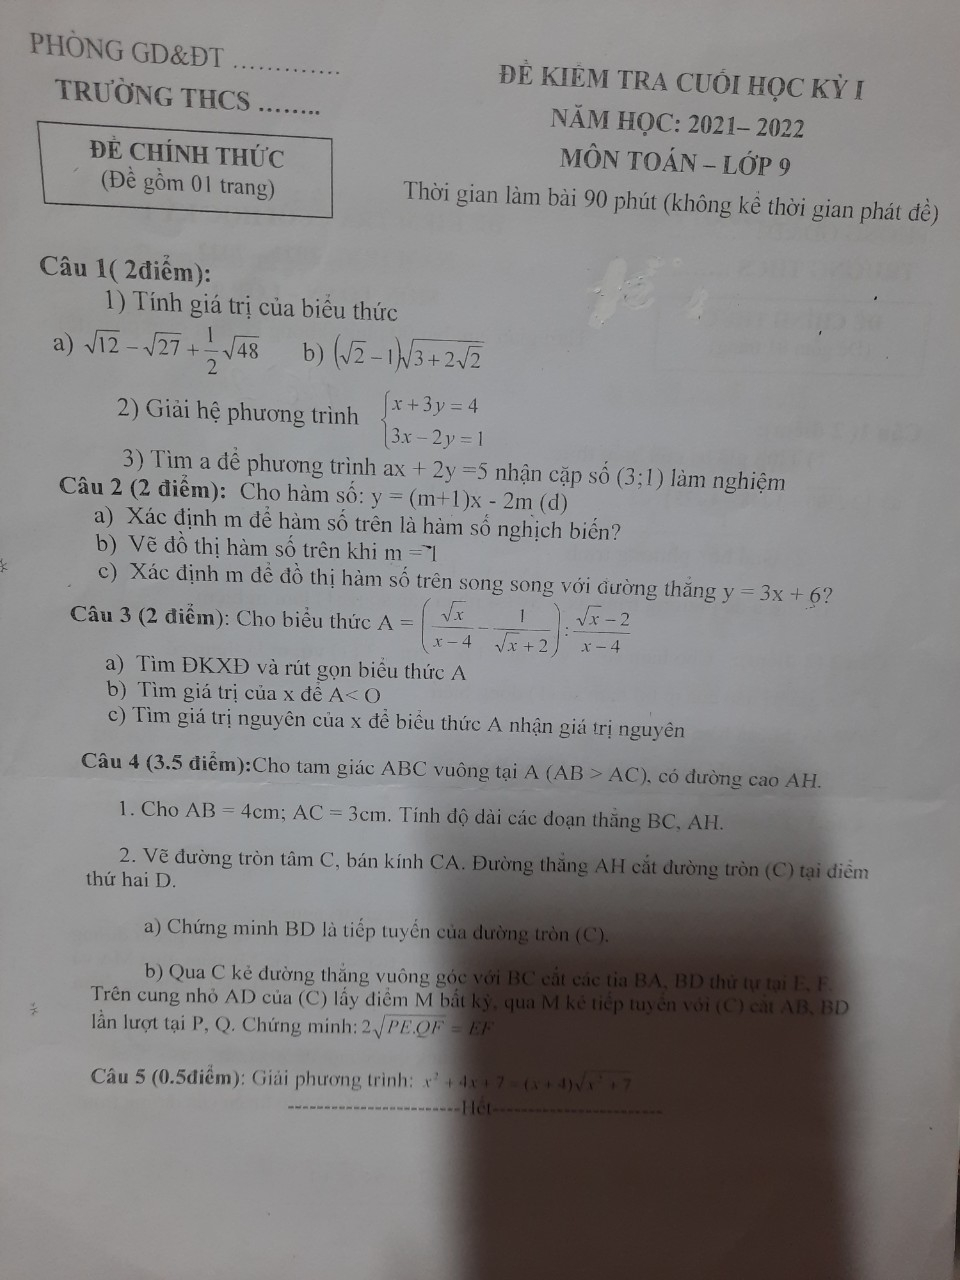 PHÒNG GD&ĐT ............
TRƯỜNG THCS ........
ĐỀ CHÍNH THỨC
(Đề gồm 01 trang)
ĐỀ KIỂM TRA CUỐI HỌC KỲ I
NĂM HỌC: 2021– 2022
MÔN TOÁN – LỚP 9
Thời gian làm bài 90 phút (không kể thời gian phát đề)
Câu 1( 2điểm):
1) Tính giá trị của biểu thức
a) √12 − √27 + 1/2 √48 b) (√2 − 1)√(3 + 2√2)
2) Giải hệ phương trình { x + 3y = 4
3x − 2y = 1
3) Tìm a để phương trình ax + 2y =5 nhận cặp số (3;1) làm nghiệm
Câu 2 (2 điểm): Cho hàm số: y = (m+1)x - 2m (d)
a) Xác định m để hàm số trên là hàm số nghịch biến?
b) Vẽ đồ thị hàm số trên khi m = -1
c) Xác định m để đồ thị hàm số trên song song với đường thẳng y = 3x + 6?
Câu 3 (2 điểm): Cho biểu thức A = (√x/(x − 4) − 1/(√x + 2)) : (√x − 2)/(x − 4)
a) Tìm ĐKXĐ và rút gọn biểu thức A
b) Tìm giá trị của x để A< O
c) Tìm giá trị nguyên của x để biểu thức A nhận giá trị nguyên
Câu 4 (3.5 điểm):Cho tam giác ABC vuông tại A (AB > AC), có đường cao AH.
1. Cho AB = 4cm; AC = 3cm. Tính độ dài các đoạn thẳng BC, AH.
2. Vẽ đường tròn tâm C, bán kính CA. Đường thẳng AH cắt đường tròn (C) tại điểm
thứ hai D.
a) Chứng minh BD là tiếp tuyến của đường tròn (C).
b) Qua C kẻ đường thẳng vuông góc với BC cắt các tia BA, BD thứ tự tại E, F.
Trên cung nhỏ AD của (C) lấy điểm M bất kỳ, qua M kẻ tiếp tuyến với (C) cắt AB, BD
lần lượt tại P, Q. Chứng minh: 2√(PE.QF) = EF
Câu 5 (0.5điểm): Giải phương trình: x² + 4x + 7 = (x + 4)√(x² + 7)
------------------------Hết------------------------